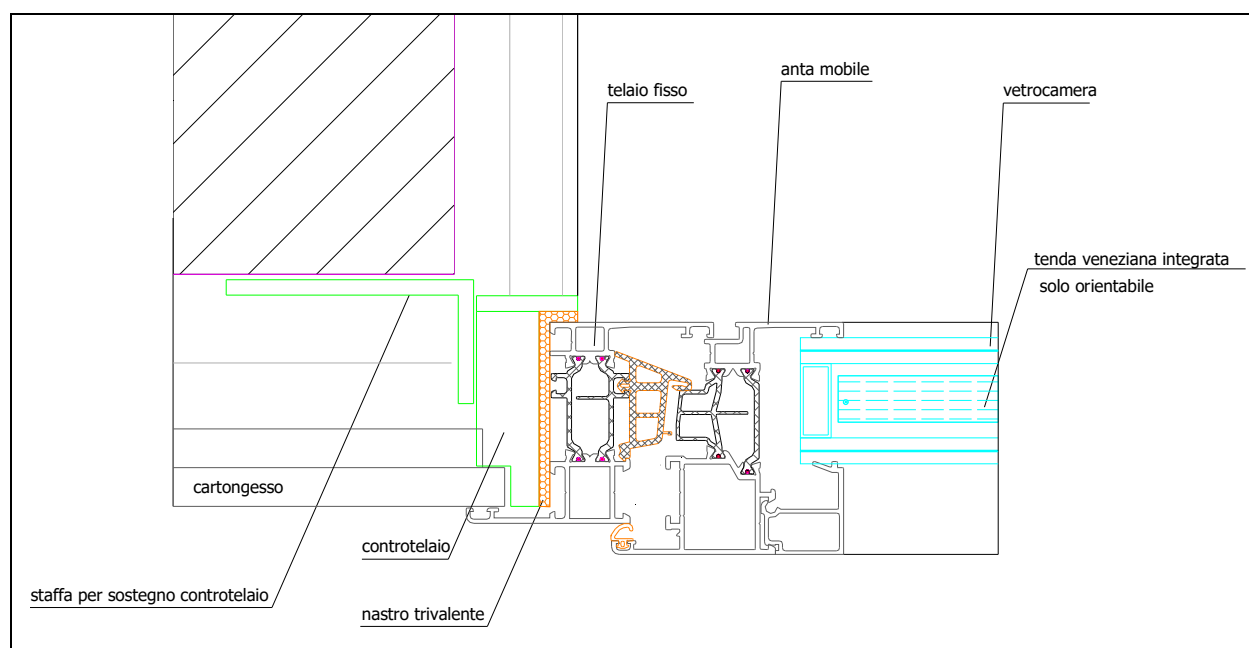 anta mobile
telaio fisso
vetrocamera
tenda veneziana integrata
solo orientabile
cartongesso
controtelaio
staffa per sostegno controtelaio
nastro trivalente